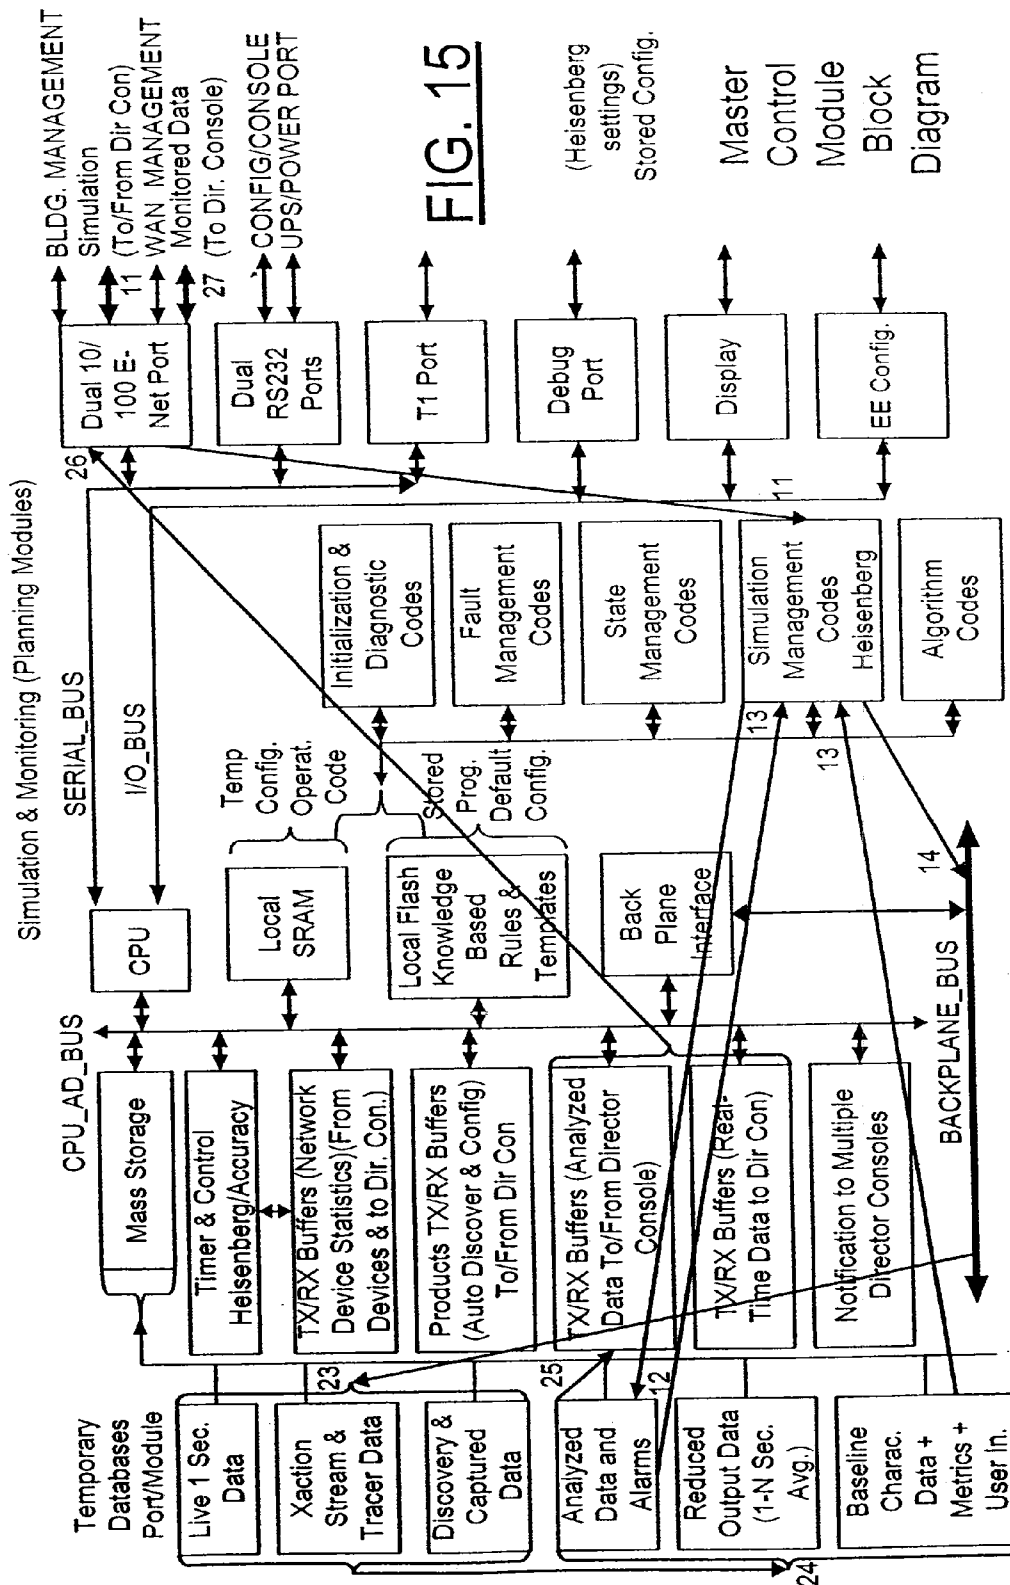 Simulation & Monitoring (Planning Modules)
FIG. 15
Master
Control
Module
Block
Diagram
BLDG. MANAGEMENT
Simulation
(To/From Dir Con)
11
WAN MANAGEMENT
Monitored Data
27 (To Dir. Console)
CONFIG/CONSOLE
UPS/POWER PORT
(Heisenberg
settings)
Stored Config.
26
Dual 10/
100 E-
Net Port
Dual
RS232
Ports
T1 Port
Debug
Port
Display
EE Config.
SERIAL_BUS
I/O_BUS
11
Initialization &
Diagnostic
Codes
Fault
Management
Codes
State
Management
Codes
Simulation
Management
Codes
Heisenberg
Algorithm
Codes
13
13
14
Temp
Config.
Operat.
Code
Stored
Prog.
Default
Config.
CPU
Local
SRAM
Local Flash
Knowledge
Based
Rules &
Templates
Back
Plane
Interface
BACKPLANE_BUS
CPU_AD_BUS
Mass Storage
Timer & Control
Heisenberg/Accuracy
TX/RX Buffers (Network
Device Statistics)(From
Devices & to Dir. Con.)
Products TX/RX Buffers
(Auto Discover & Config)
To/From Dir Con
TX/RX Buffers (Analyzed
Data To/From Director
Console)
TX/RX Buffers (Real-
Time Data to Dir Con)
Notification to Multiple
Director Consoles
23
25
12
24
Temporary
Databases
Port/Module
Live 1 Sec.
Data
Xaction
Stream &
Tracer Data
Discovery &
Captured
Data
Analyzed
Data and
Alarms
Reduced
Output Data
(1-N Sec.
Avg.)
Baseline
Charac.
Data +
Metrics +
User In.